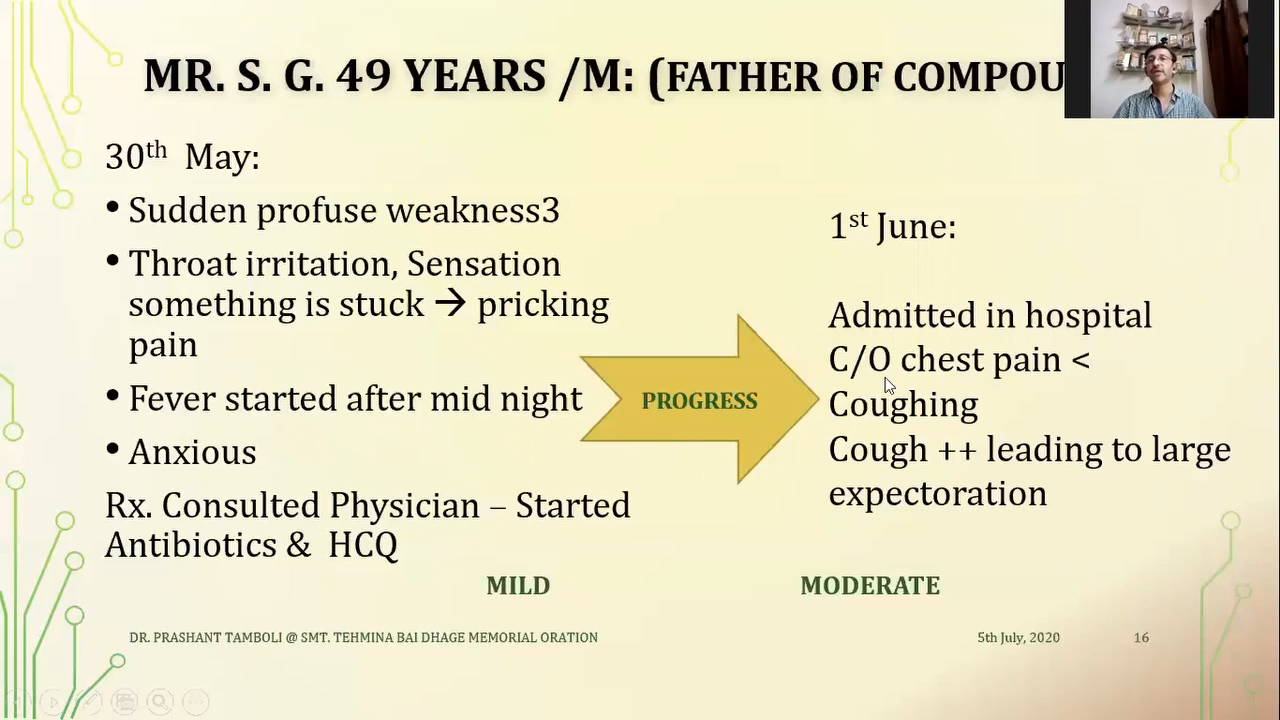 MR. S. G. 49 YEARS /M: (FATHER OF COMPOU
30th May:
• Sudden profuse weakness3
• Throat irritation, Sensation
something is stuck → pricking
pain
• Fever started after mid night
• Anxious
Rx. Consulted Physician – Started
Antibiotics & HCQ
PROGRESS
1st June:
Admitted in hospital
C/O chest pain <
Coughing
Cough ++ leading to large
expectoration
MILD
MODERATE
DR. PRASHANT TAMBOLI @ SMT. TEHMINA BAI DHAGE MEMORIAL ORATION
5th July, 2020
16